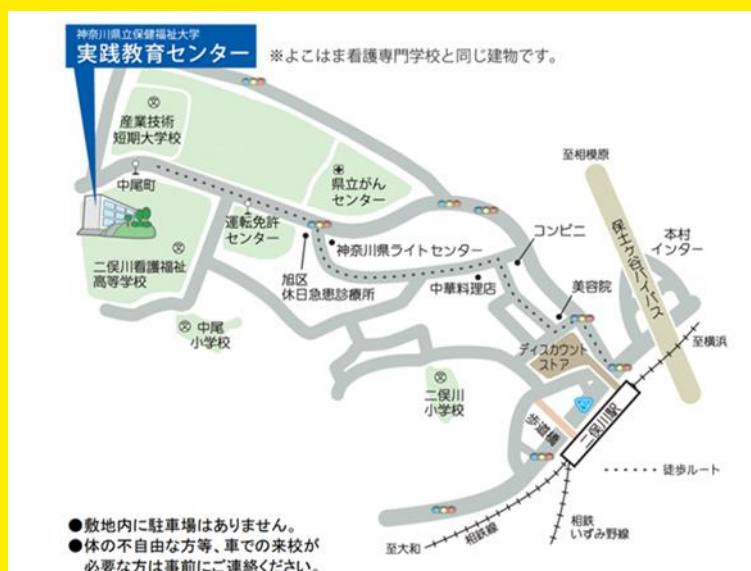 神奈川県立保健福祉大学
実践教育センター
※よこはま看護専門学校と同じ建物です。
産業技術
短期大学校
中尾町
県立がん
センター
運転免許
センター
二俣川看護福祉
高等学校
旭区
休日急患診療所
神奈川県ライトセンター
中華料理店
コンビニ
美容院
至相模原
保土ヶ谷バイパス
本村
インター
至横浜
ディスカウント
ストア
中尾
小学校
二俣川
小学校
歩道橋
二俣川駅
徒歩ルート
相鉄線
相鉄
いずみ野線
至大和
●敷地内に駐車場はありません。
●体の不自由な方等、車での来校が
必要な方は事前にご連絡ください。